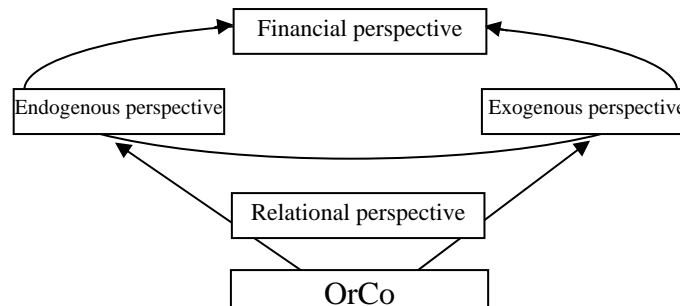 Financial perspective
Endogenous perspective
Exogenous perspective
Relational perspective
OrCo